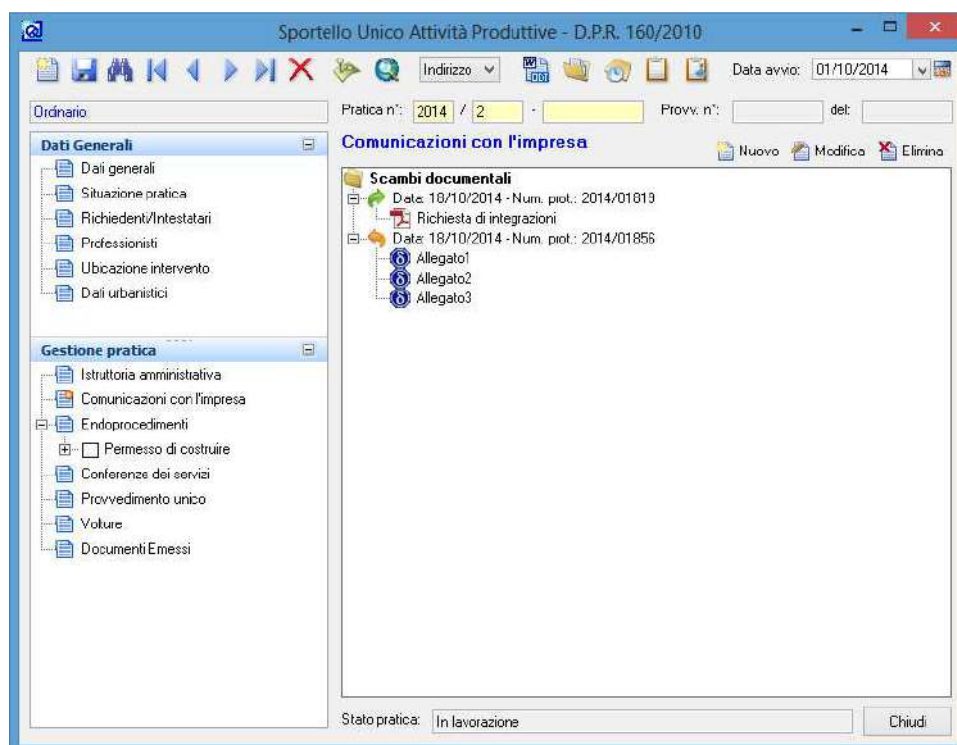 Sportello Unico Attività Produttive - D.P.R. 160/2010
Indirizzo
Data avvio: 01/10/2014
Ordinario
Pratica n°: 2014 / 2 -
Provv. n°:
del:
Dati Generali
Dati generali
Situazione pratica
Richiedenti/Intestatari
Professionisti
Ubicazione intervento
Dati urbanistici
Gestione pratica
Istruttoria amministrativa
Comunicazioni con l'impresa
Endoprocedimenti
Permesso di costruire
Conferenze dei servizi
Provvedimento unico
Volture
Documenti Emessi
Comunicazioni con l'impresa
Nuovo Modifica Elimina
Scambi documentali
Data: 18/10/2014 - Num. prot.: 2014/01819
Richiesta di integrazioni
Data: 18/10/2014 - Num. prot.: 2014/01856
Allegato1
Allegato2
Allegato3
Stato pratica: In lavorazione
Chiudi